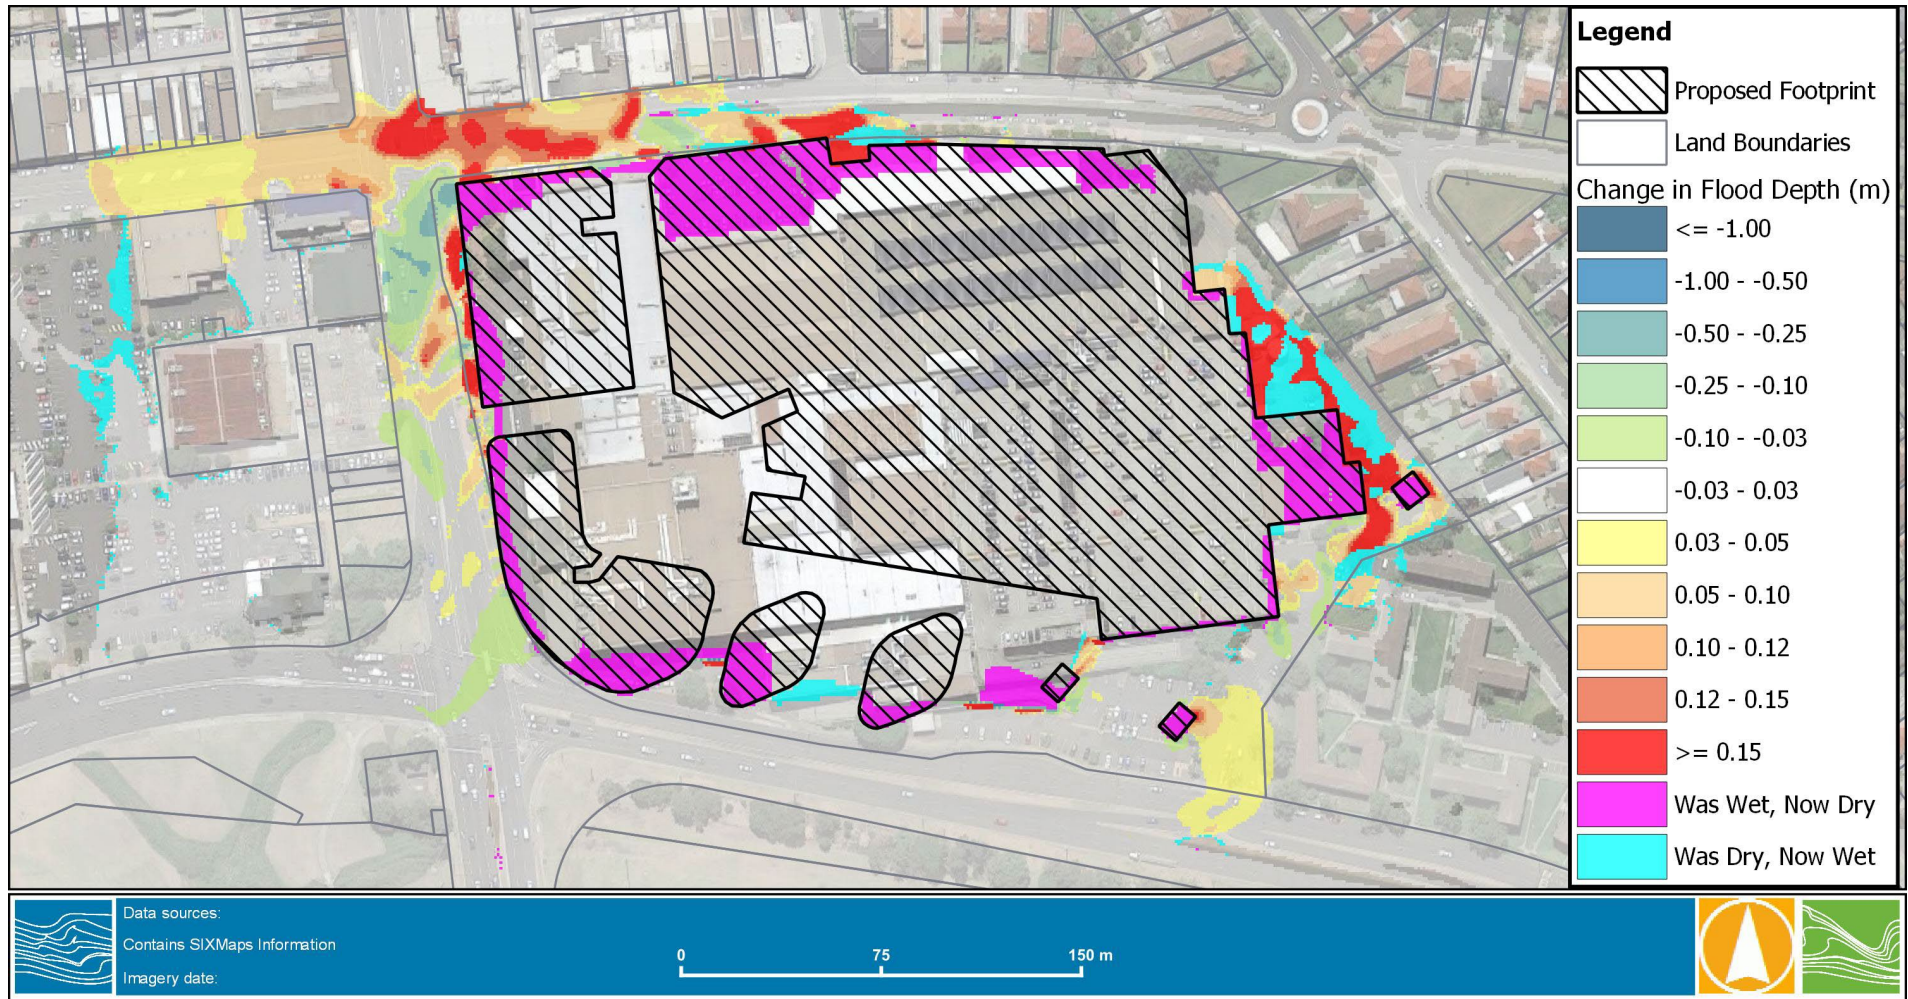 Legend
Proposed Footprint
Land Boundaries
Change in Flood Depth (m)
<= -1.00
-1.00 - -0.50
-0.50 - -0.25
-0.25 - -0.10
-0.10 - -0.03
-0.03 - 0.03
0.03 - 0.05
0.05 - 0.10
0.10 - 0.12
0.12 - 0.15
>= 0.15
Was Wet, Now Dry
Was Dry, Now Wet
Data sources:
Contains SIXMaps Information
Imagery date:
0 75 150 m